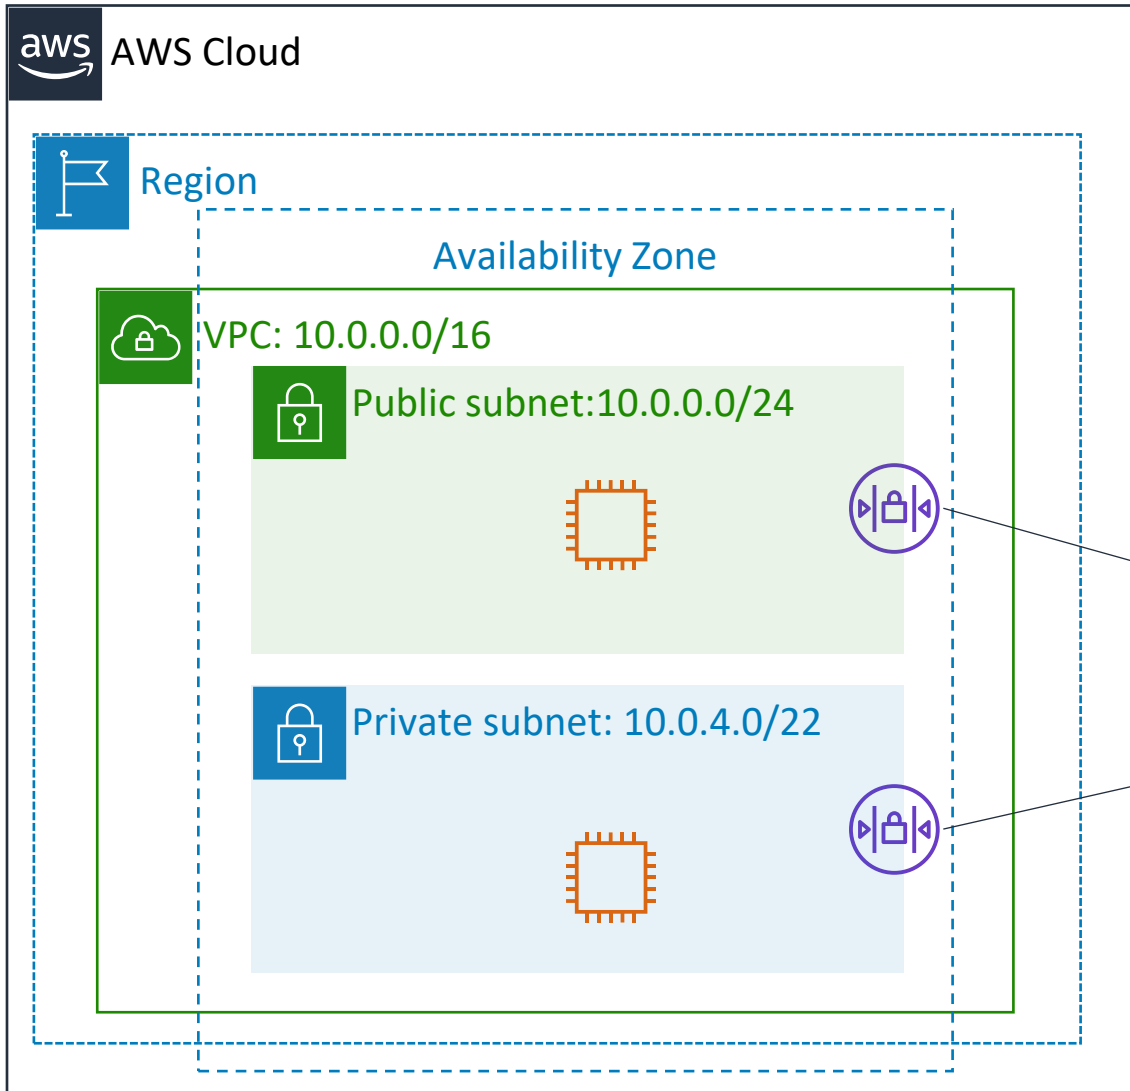 aws
AWS Cloud
Region
Availability Zone
VPC: 10.0.0.0/16
Public subnet:10.0.0.0/24
Private subnet: 10.0.4.0/22